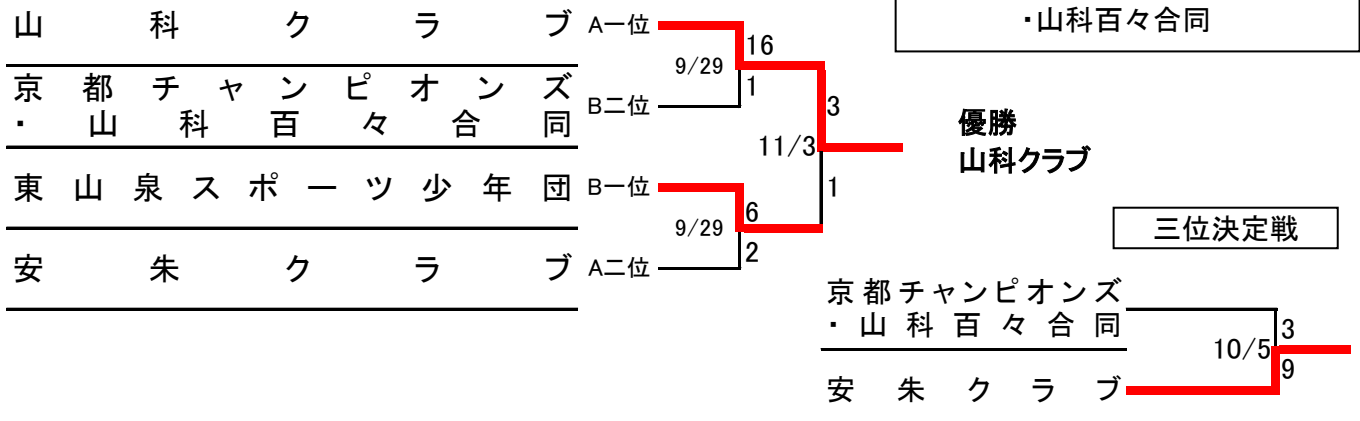 ・山科百々合同
山科クラブ
A一位
16
9/29
1
京都チャンピオンズ
・山科百々合同
B二位
3
11/3
1
優勝
山科クラブ
東山泉スポーツ少年団
B一位
6
9/29
2
安朱クラブ
A二位
三位決定戦
京都チャンピオンズ
・山科百々合同
3
10/5
9
安朱クラブ